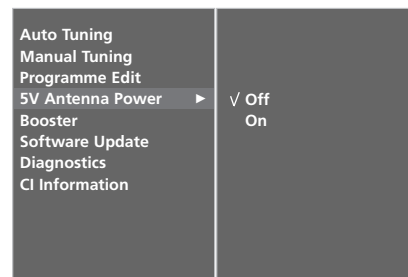 Auto Tuning
Manual Tuning
Programme Edit
5V Antenna Power ►
√ Off
On
Booster
Software Update
Diagnostics
CI Information